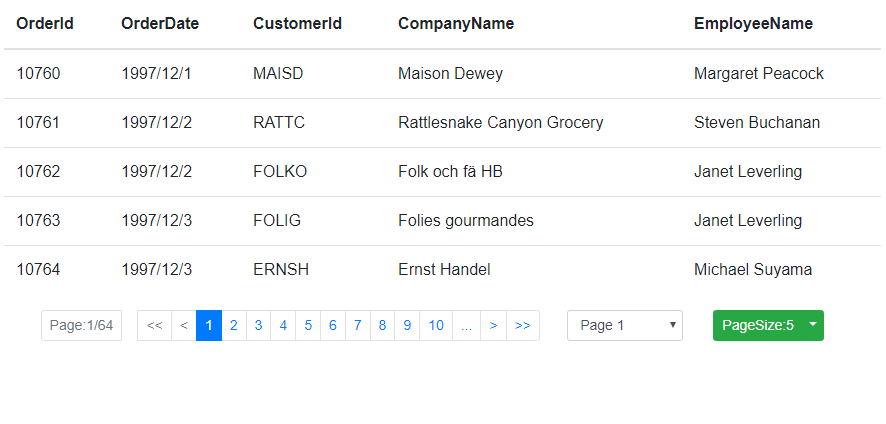 OrderId OrderDate CustomerId CompanyName EmployeeName
10760 1997/12/1 MAISD Maison Dewey Margaret Peacock
10761 1997/12/2 RATTC Rattlesnake Canyon Grocery Steven Buchanan
10762 1997/12/2 FOLKO Folk och fä HB Janet Leverling
10763 1997/12/3 FOLIG Folies gourmandes Janet Leverling
10764 1997/12/3 ERNSH Ernst Handel Michael Suyama
Page:1/64 << < 1 2 3 4 5 6 7 8 9 10 ... > >> Page 1 PageSize:5